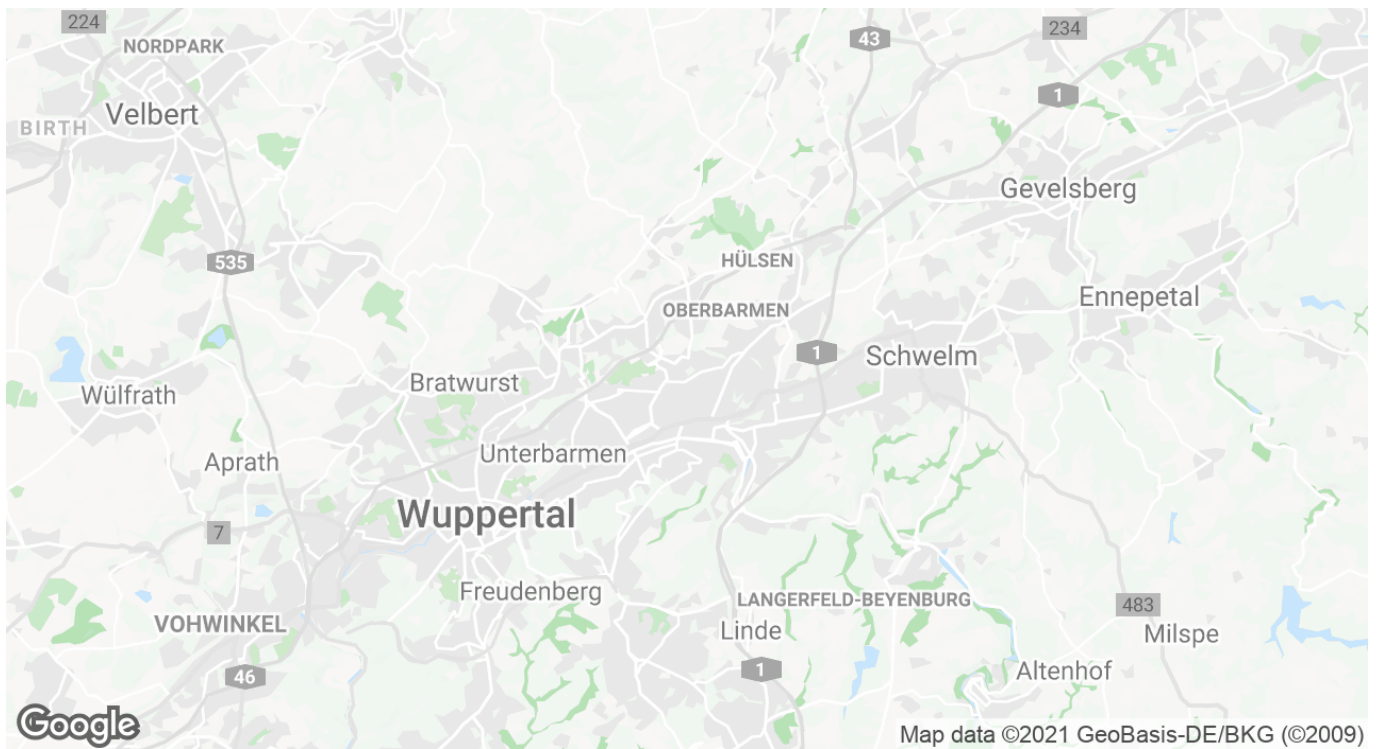 224
NORDPARK
43
234
1
Velbert
BIRTH
Gevelsberg
535
HÜLSEN
Ennepetal
OBERBARMEN
1
Schwelm
Bratwurst
Wülfrath
Unterbarmen
Aprath
Wuppertal
7
Freudenberg
LANGERFELD-BEYENBURG
483
VOHWINKEL
Linde
Milspe
46
1
Altenhof
Google
Map data ©2021 GeoBasis-DE/BKG (©2009)